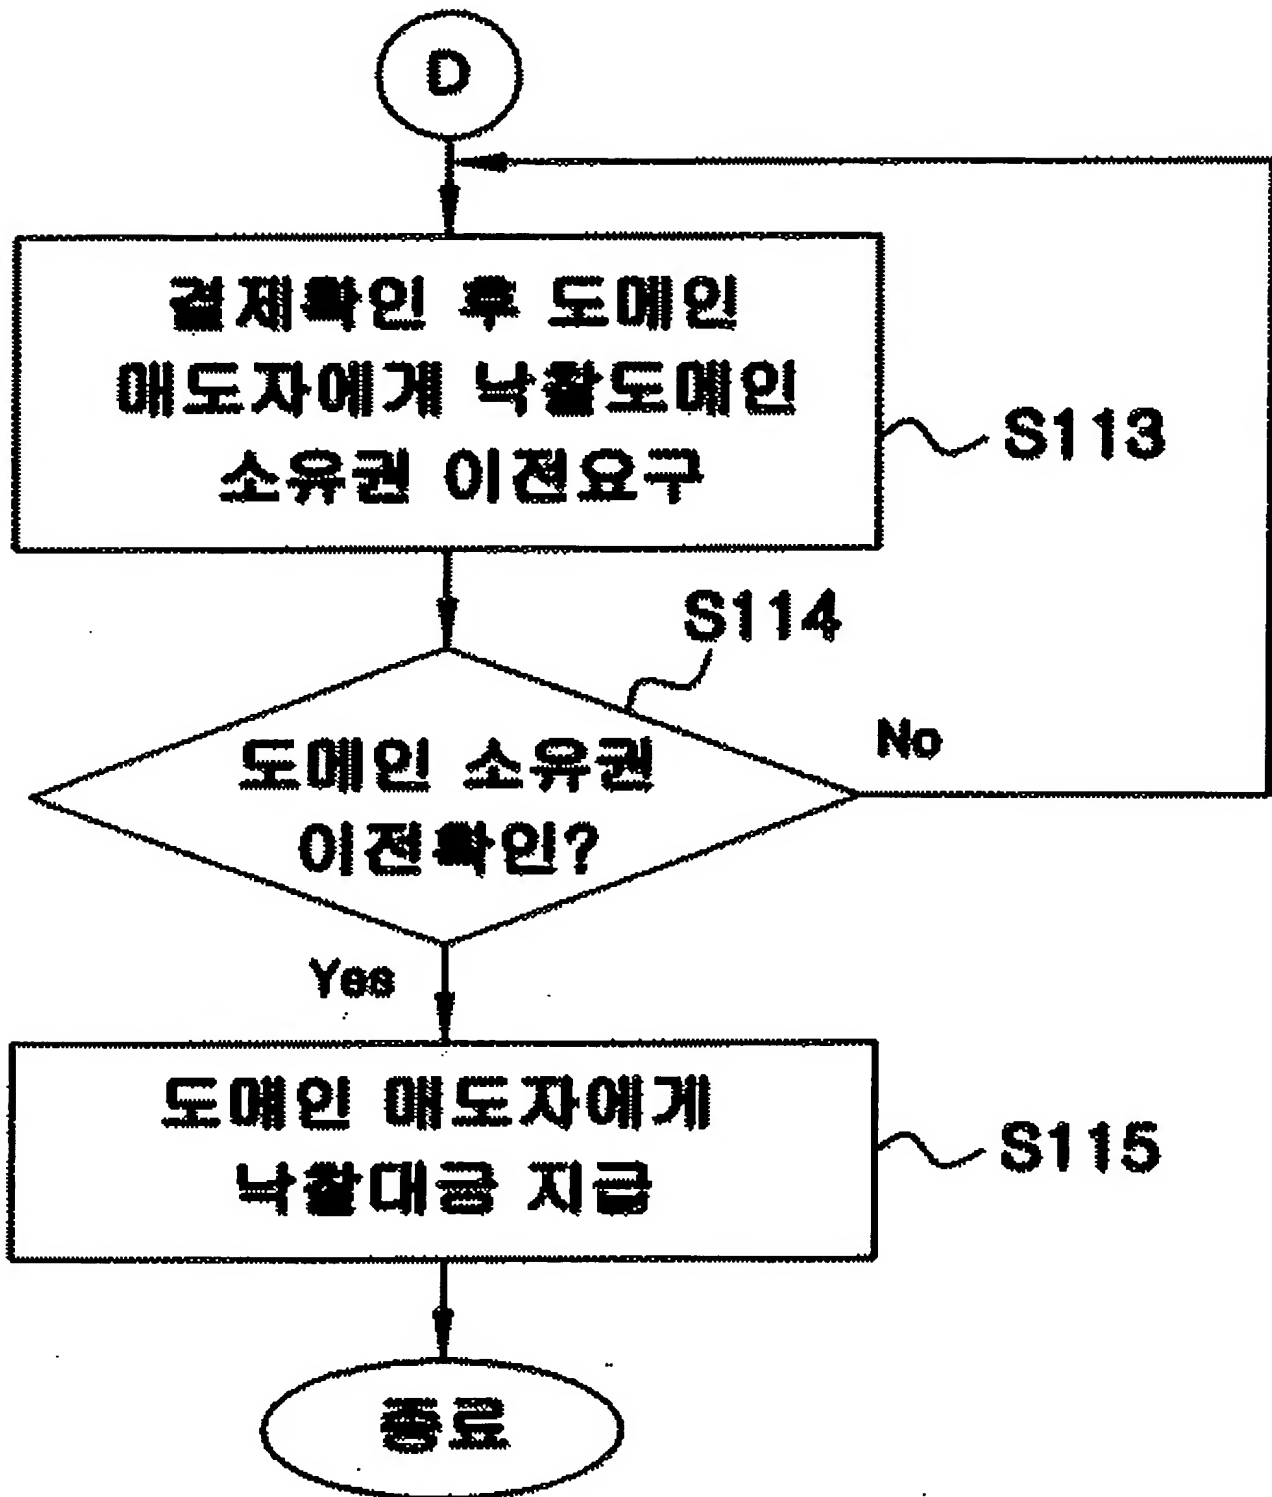 D
결제확인 후 도메인
매도자에게 낙찰도메인
소유권 이전요구
S113
S114
도메인 소유권
이전확인?
No
Yes
도메인 매도자에게
낙찰대금 지급
S115
종료